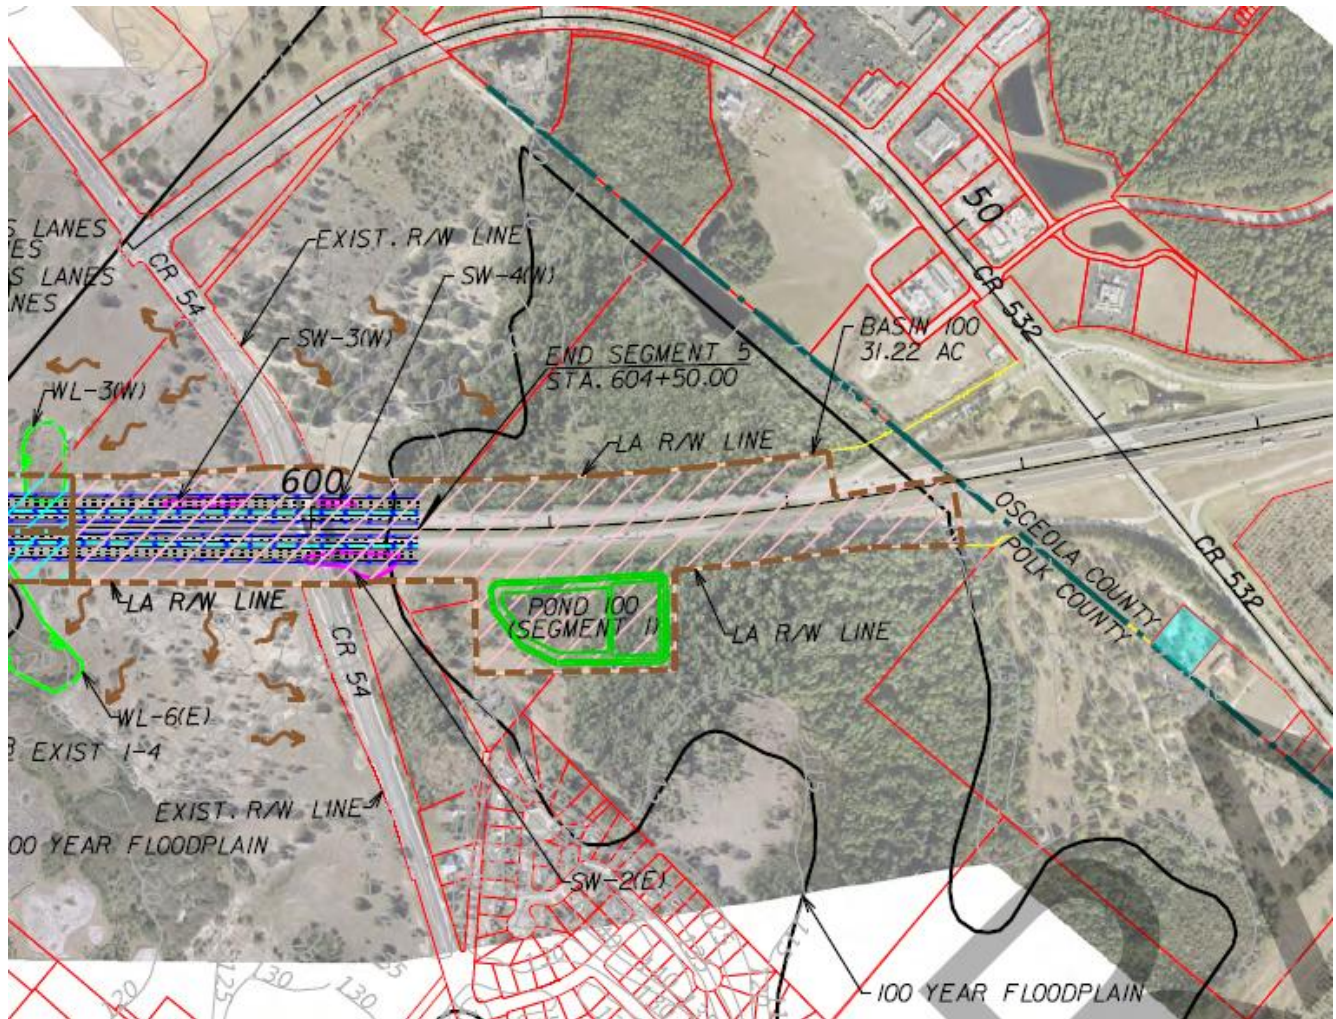 S LANES
ES
S LANES
NES
EXIST. R/W LINE
CR 54
SW-4(W)
SW-3(W)
50
CR 532
BASIN 100
31.22 AC
END SEGMENT 5
STA. 604+50.00
WL-3(W)
LA R/W LINE
600
OSCEOLA COUNTY
POLK COUNTY
CR 532
LA R/W LINE
POND 100
(SEGMENT 1)
LA R/W LINE
CR 54
WL-6(E)
B EXIST I-4
EXIST. R/W LINE
00 YEAR FLOODPLAIN
SW-2(E)
100 YEAR FLOODPLAIN
120
125
130
130
135
125